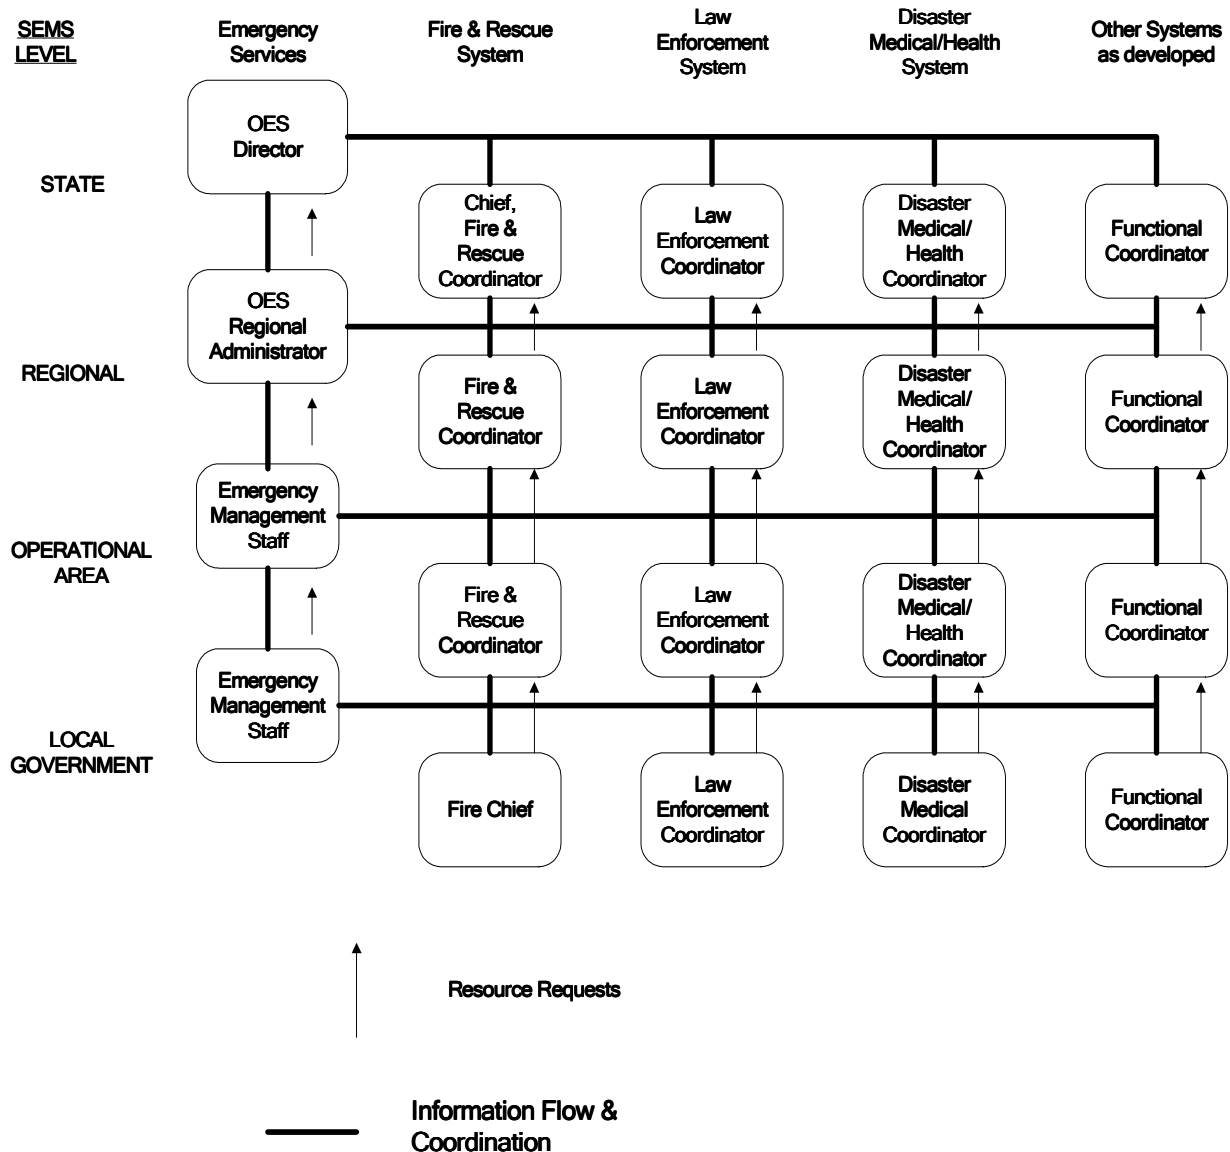 SEMS
LEVEL
Emergency
Services
Fire & Rescue
System
Law
Enforcement
System
Disaster
Medical/Health
System
Other Systems
as developed
STATE
OES
Director
Chief,
Fire &
Rescue
Coordinator
Law
Enforcement
Coordinator
Disaster
Medical/
Health
Coordinator
Functional
Coordinator
REGIONAL
OES
Regional
Administrator
Fire &
Rescue
Coordinator
Law
Enforcement
Coordinator
Disaster
Medical/
Health
Coordinator
Functional
Coordinator
OPERATIONAL
AREA
Emergency
Management
Staff
Fire &
Rescue
Coordinator
Law
Enforcement
Coordinator
Disaster
Medical/
Health
Coordinator
Functional
Coordinator
LOCAL
GOVERNMENT
Emergency
Management
Staff
Fire Chief
Law
Enforcement
Coordinator
Disaster
Medical
Coordinator
Functional
Coordinator
Resource Requests
Information Flow &
Coordination